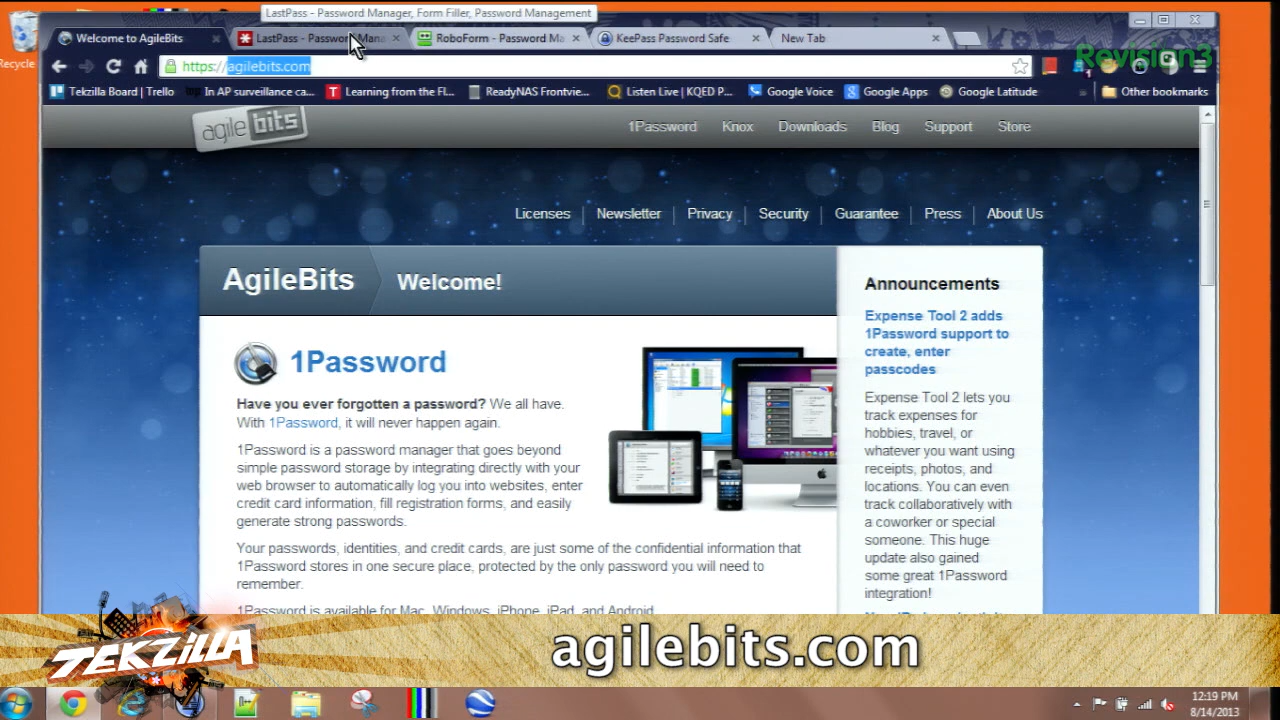 LastPass - Password Manager, Form Filler, Password Management
Welcome to AgileBits
LastPass - Password Mana
RoboForm - Password Ma
KeePass Password Safe
New Tab
Revision3
Recycle
https://agilebits.com
Tekzilla Board | Trello
In AP surveillance ca...
Learning from the FL...
ReadyNAS Frontvie...
Listen Live | KQED P...
Google Voice
Google Apps
Google Latitude
Other bookmarks
agile bits
1Password
Knox
Downloads
Blog
Support
Store
Licenses
Newsletter
Privacy
Security
Guarantee
Press
About Us
AgileBits
Welcome!
Announcements
Expense Tool 2 adds
1Password support to
create, enter
passcodes
Expense Tool 2 lets you
track expenses for
hobbies, travel, or
whatever you want using
receipts, photos, and
locations. You can even
track collaboratively with
a coworker or special
someone. This huge
update also gained
some great 1Password
integration!
1Password
Have you ever forgotten a password? We all have.
With 1Password, it will never happen again.
1Password is a password manager that goes beyond
simple password storage by integrating directly with your
web browser to automatically log you into websites, enter
credit card information, fill registration forms, and easily
generate strong passwords.
Your passwords, identities, and credit cards, are just some of the confidential information that
1Password stores in one secure place, protected by the only password you will need to
remember.
1Password is available for Mac, Windows, iPhone, iPad, and Android.
TEKZILLA
agilebits.com
12:19 PM
8/14/2013